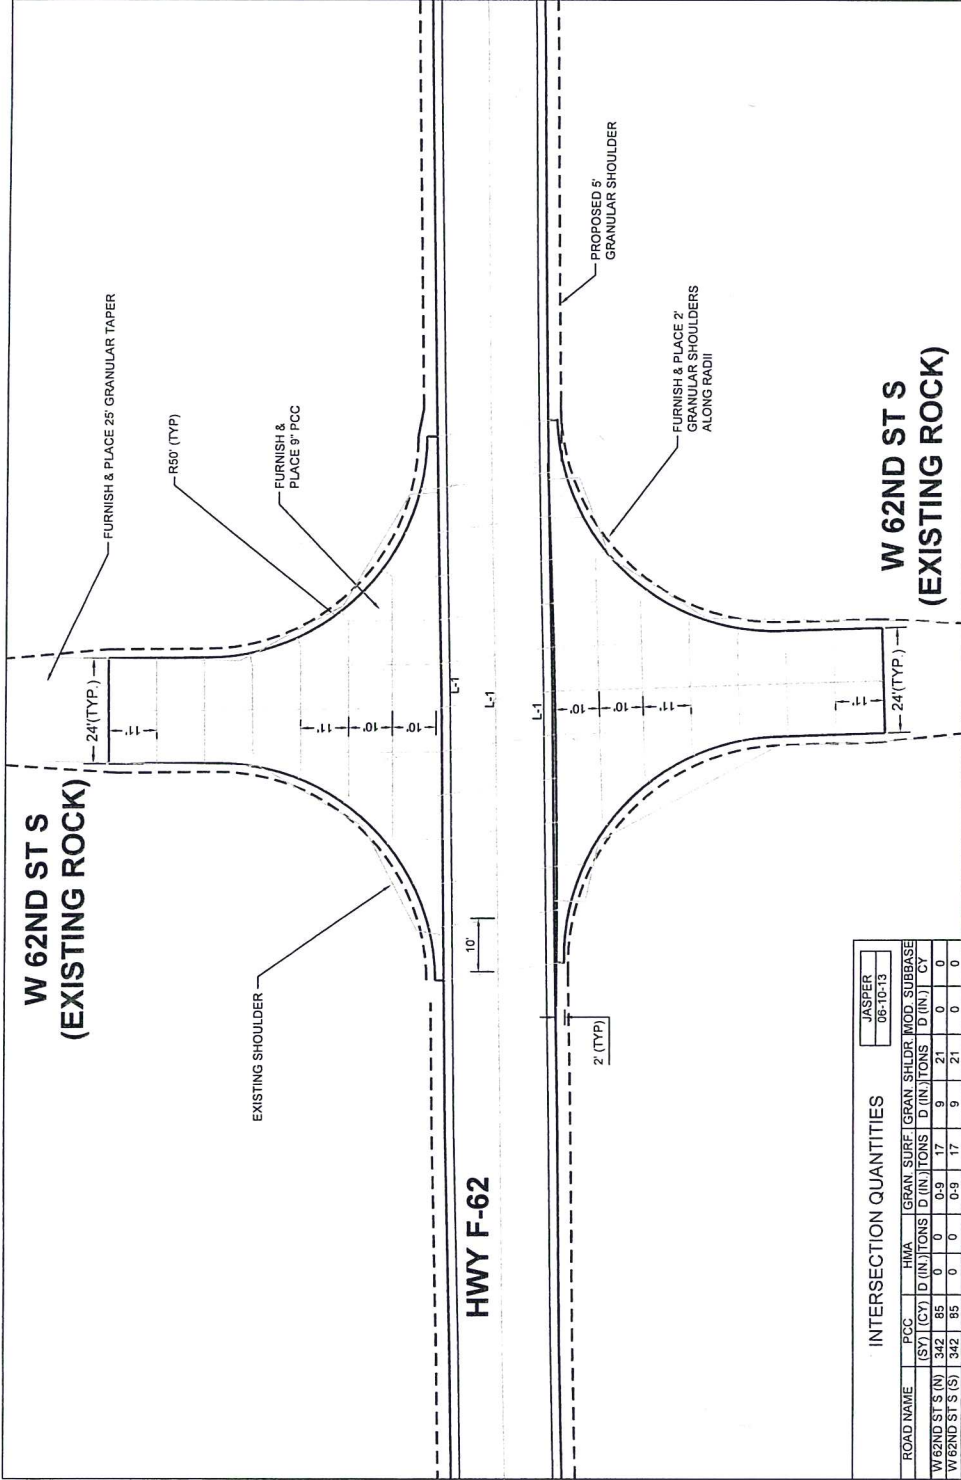 W 62ND ST S
(EXISTING ROCK)
FURNISH & PLACE 25' GRANULAR TAPER
24'(TYP.)
11'
R50' (TYP)
FURNISH &
PLACE 9" PCC
EXISTING SHOULDER
11'
10'
10'
L-1
L-1
L-1
HWY F-62
10'
2' (TYP)
10'
10'
11'
11'
24'(TYP.)
PROPOSED 5'
GRANULAR SHOULDER
FURNISH & PLACE 2'
GRANULAR SHOULDERS
ALONG RADII
W 62ND ST S
(EXISTING ROCK)
JASPER
06-10-13
INTERSECTION QUANTITIES
ROAD NAME PCC HMA GRAN. SURF. GRAN. SHLDR. MOD. SUBBASE
(SY) (CY) D (IN.) TONS D (IN.) TONS D (IN.) TONS D (IN.) CY
W 62ND ST S (N) 342 85 0 0 0-9 17 9 21 0 0
W 62ND ST S (S) 342 85 0 0 0-9 17 9 21 0 0